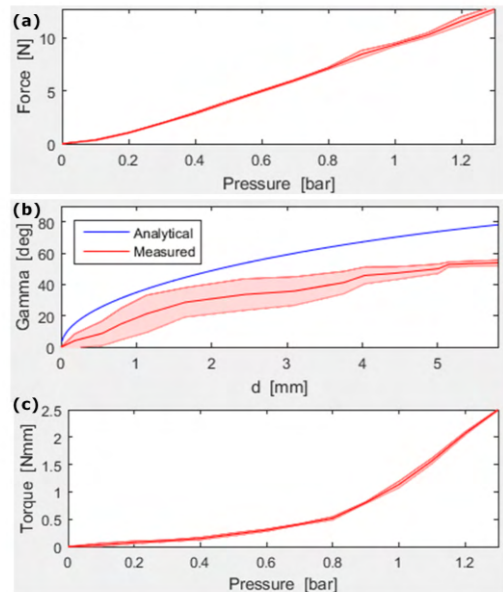 (a)
10
5
0
Force [N]
0 0.2 0.4 0.6 0.8 1 1.2
Pressure [bar]
(b)
80
60
40
20
0
Gamma [deg]
Analytical
Measured
0 1 2 3 4 5
d [mm]
(c)
2.5
2
1.5
1
0.5
0
Torque [Nmm]
0 0.2 0.4 0.6 0.8 1 1.2
Pressure [bar]